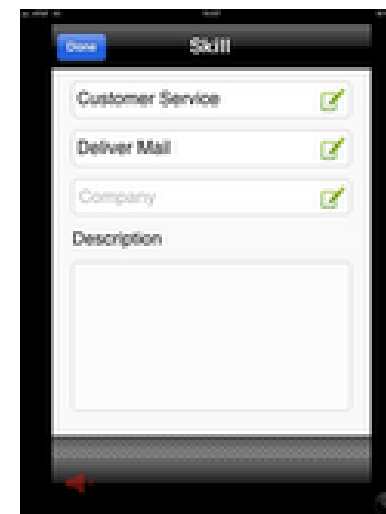 Done
Skill
Customer Service
Deliver Mail
Company
Description